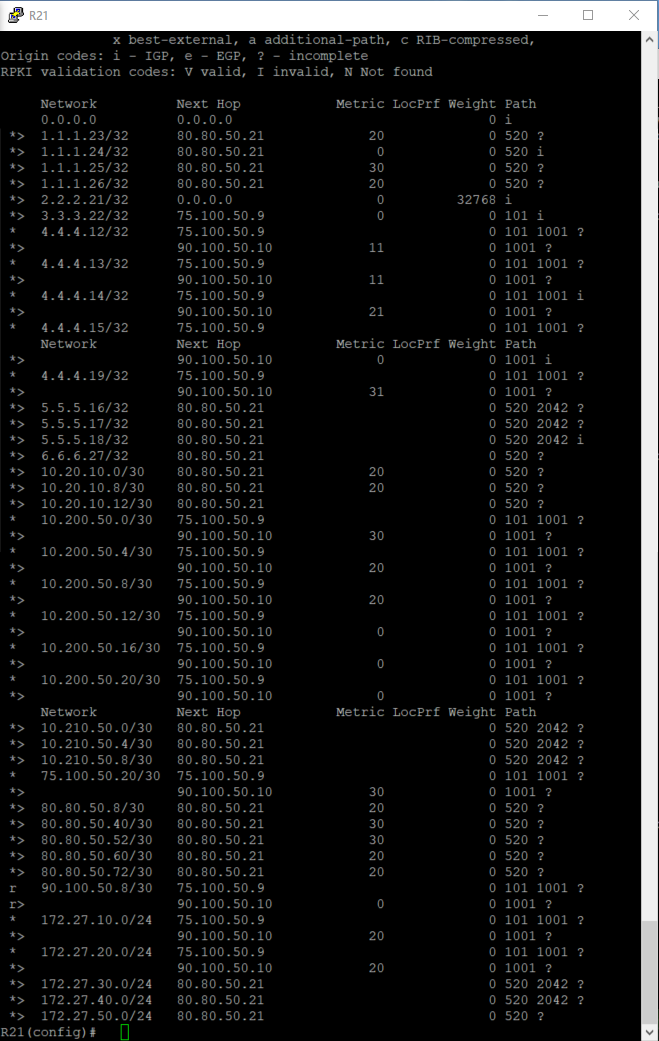 R21
x best-external, a additional-path, c RIB-compressed,
Origin codes: i - IGP, e - EGP, ? - incomplete
RPKI validation codes: V valid, I invalid, N Not found
Network Next Hop Metric LocPrf Weight Path
0.0.0.0 0.0.0.0 0 i
*> 1.1.1.23/32 80.80.50.21 20 0 520 ?
*> 1.1.1.24/32 80.80.50.21 0 0 520 i
*> 1.1.1.25/32 80.80.50.21 30 0 520 ?
*> 1.1.1.26/32 80.80.50.21 20 0 520 ?
*> 2.2.2.21/32 0.0.0.0 0 32768 i
*> 3.3.3.22/32 75.100.50.9 0 0 101 i
* 4.4.4.12/32 75.100.50.9 0 101 1001 ?
*> 90.100.50.10 11 0 1001 ?
* 4.4.4.13/32 75.100.50.9 0 101 1001 ?
*> 90.100.50.10 11 0 1001 ?
* 4.4.4.14/32 75.100.50.9 0 101 1001 i
*> 90.100.50.10 21 0 1001 ?
* 4.4.4.15/32 75.100.50.9 0 101 1001 ?
Network Next Hop Metric LocPrf Weight Path
*> 90.100.50.10 0 0 1001 i
* 4.4.4.19/32 75.100.50.9 0 101 1001 ?
*> 90.100.50.10 31 0 1001 ?
*> 5.5.5.16/32 80.80.50.21 0 520 2042 ?
*> 5.5.5.17/32 80.80.50.21 0 520 2042 ?
*> 5.5.5.18/32 80.80.50.21 0 520 2042 i
*> 6.6.6.27/32 80.80.50.21 0 520 ?
*> 10.20.10.0/30 80.80.50.21 20 0 520 ?
*> 10.20.10.8/30 80.80.50.21 20 0 520 ?
*> 10.20.10.12/30 80.80.50.21 0 520 ?
* 10.200.50.0/30 75.100.50.9 0 101 1001 ?
*> 90.100.50.10 30 0 1001 ?
* 10.200.50.4/30 75.100.50.9 0 101 1001 ?
*> 90.100.50.10 20 0 1001 ?
* 10.200.50.8/30 75.100.50.9 0 101 1001 ?
*> 90.100.50.10 20 0 1001 ?
* 10.200.50.12/30 75.100.50.9 0 101 1001 ?
*> 90.100.50.10 0 0 1001 ?
* 10.200.50.16/30 75.100.50.9 0 101 1001 ?
*> 90.100.50.10 0 0 1001 ?
* 10.200.50.20/30 75.100.50.9 0 101 1001 ?
*> 90.100.50.10 0 0 1001 ?
Network Next Hop Metric LocPrf Weight Path
*> 10.210.50.0/30 80.80.50.21 0 520 2042 ?
*> 10.210.50.4/30 80.80.50.21 0 520 2042 ?
*> 10.210.50.8/30 80.80.50.21 0 520 2042 ?
* 75.100.50.20/30 75.100.50.9 0 101 1001 ?
*> 90.100.50.10 30 0 1001 ?
*> 80.80.50.8/30 80.80.50.21 20 0 520 ?
*> 80.80.50.40/30 80.80.50.21 30 0 520 ?
*> 80.80.50.52/30 80.80.50.21 30 0 520 ?
*> 80.80.50.60/30 80.80.50.21 20 0 520 ?
*> 80.80.50.72/30 80.80.50.21 20 0 520 ?
r 90.100.50.8/30 75.100.50.9 0 101 1001 ?
r> 90.100.50.10 0 0 1001 ?
* 172.27.10.0/24 75.100.50.9 0 101 1001 ?
*> 90.100.50.10 20 0 1001 ?
* 172.27.20.0/24 75.100.50.9 0 101 1001 ?
*> 90.100.50.10 20 0 1001 ?
*> 172.27.30.0/24 80.80.50.21 0 520 2042 ?
*> 172.27.40.0/24 80.80.50.21 0 520 2042 ?
*> 172.27.50.0/24 80.80.50.21 0 520 ?
R21(config)#